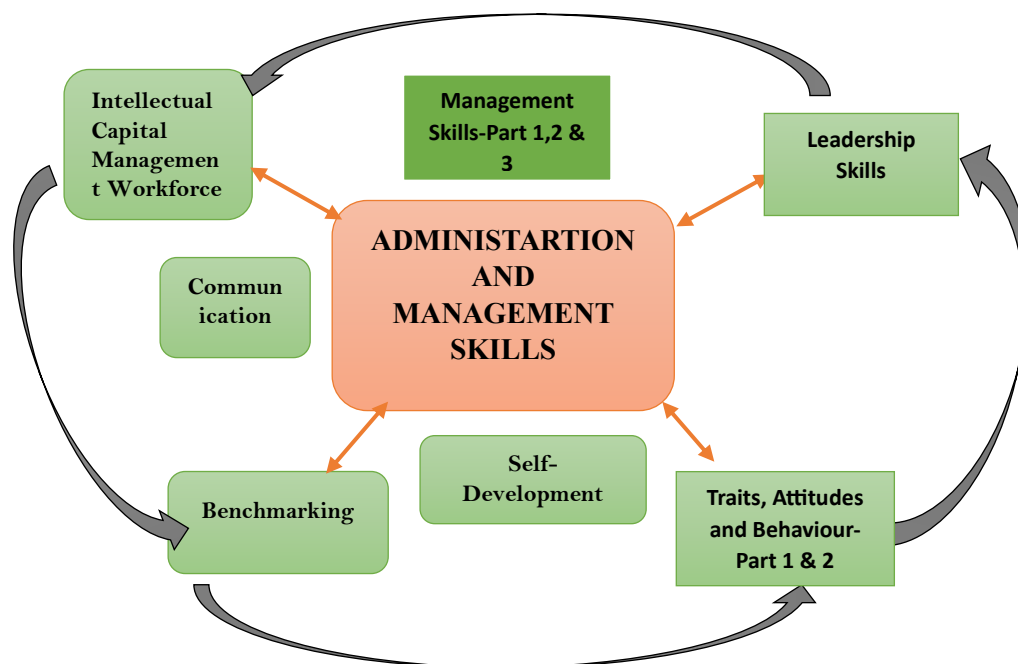 Intellectual
Capital
Managemen
t Workforce
Management
Skills-Part 1,2 &
3
Leadership
Skills
ADMINISTARTION
AND
MANAGEMENT
SKILLS
Commun
ication
Self-
Development
Benchmarking
Traits, Attitudes
and Behaviour-
Part 1 & 2